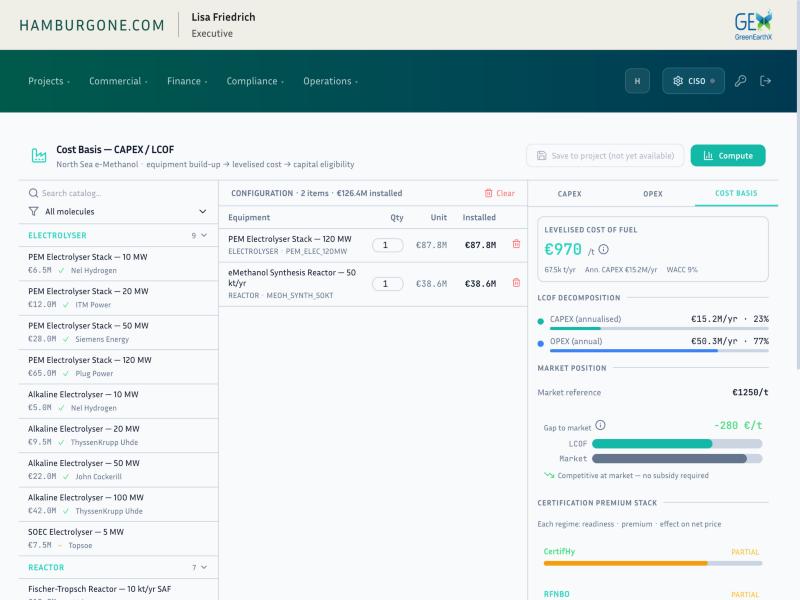 HAMBURGONE.COM
Lisa Friedrich
Executive
GEX
GreenEarthX
Projects
Commercial
Finance
Compliance
Operations
H
CISO
Cost Basis — CAPEX / LCOF
North Sea e-Methanol · equipment build-up → levelised cost → capital eligibility
Save to project (not yet available)
Compute
Search catalog...
All molecules
ELECTROLYSER 9
PEM Electrolyser Stack — 10 MW
€6.5M ✓ Nel Hydrogen
PEM Electrolyser Stack — 20 MW
€12.0M ✓ ITM Power
PEM Electrolyser Stack — 50 MW
€28.0M ✓ Siemens Energy
PEM Electrolyser Stack — 120 MW
€65.0M ✓ Plug Power
Alkaline Electrolyser — 10 MW
€5.0M ✓ Nel Hydrogen
Alkaline Electrolyser — 20 MW
€9.5M ✓ ThyssenKrupp Uhde
Alkaline Electrolyser — 50 MW
€22.0M ✓ John Cockerill
Alkaline Electrolyser — 100 MW
€42.0M ✓ ThyssenKrupp Uhde
SOEC Electrolyser — 5 MW
€7.5M ~ Topsoe
REACTOR 7
Fischer-Tropsch Reactor — 10 kt/yr SAF
CONFIGURATION · 2 items · €126.4M installed
Clear
Equipment Qty Unit Installed
PEM Electrolyser Stack — 120 MW
ELECTROLYSER · PEM_ELEC_120MW
1 €87.8M €87.8M
eMethanol Synthesis Reactor — 50
kt/yr
REACTOR · MEOH_SYNTH_50KT
1 €38.6M €38.6M
CAPEX OPEX COST BASIS
LEVELISED COST OF FUEL
€970 /t
67.5k t/yr Ann. CAPEX €15.2M/yr WACC 9%
LCOF DECOMPOSITION
CAPEX (annualised) €15.2M/yr · 23%
OPEX (annual) €50.3M/yr · 77%
MARKET POSITION
Market reference €1250/t
Gap to market -280 €/t
LCOF
Market
Competitive at market — no subsidy required
CERTIFICATION PREMIUM STACK
Each regime: readiness · premium · effect on net price
CertifHy PARTIAL
RFNBO PARTIAL